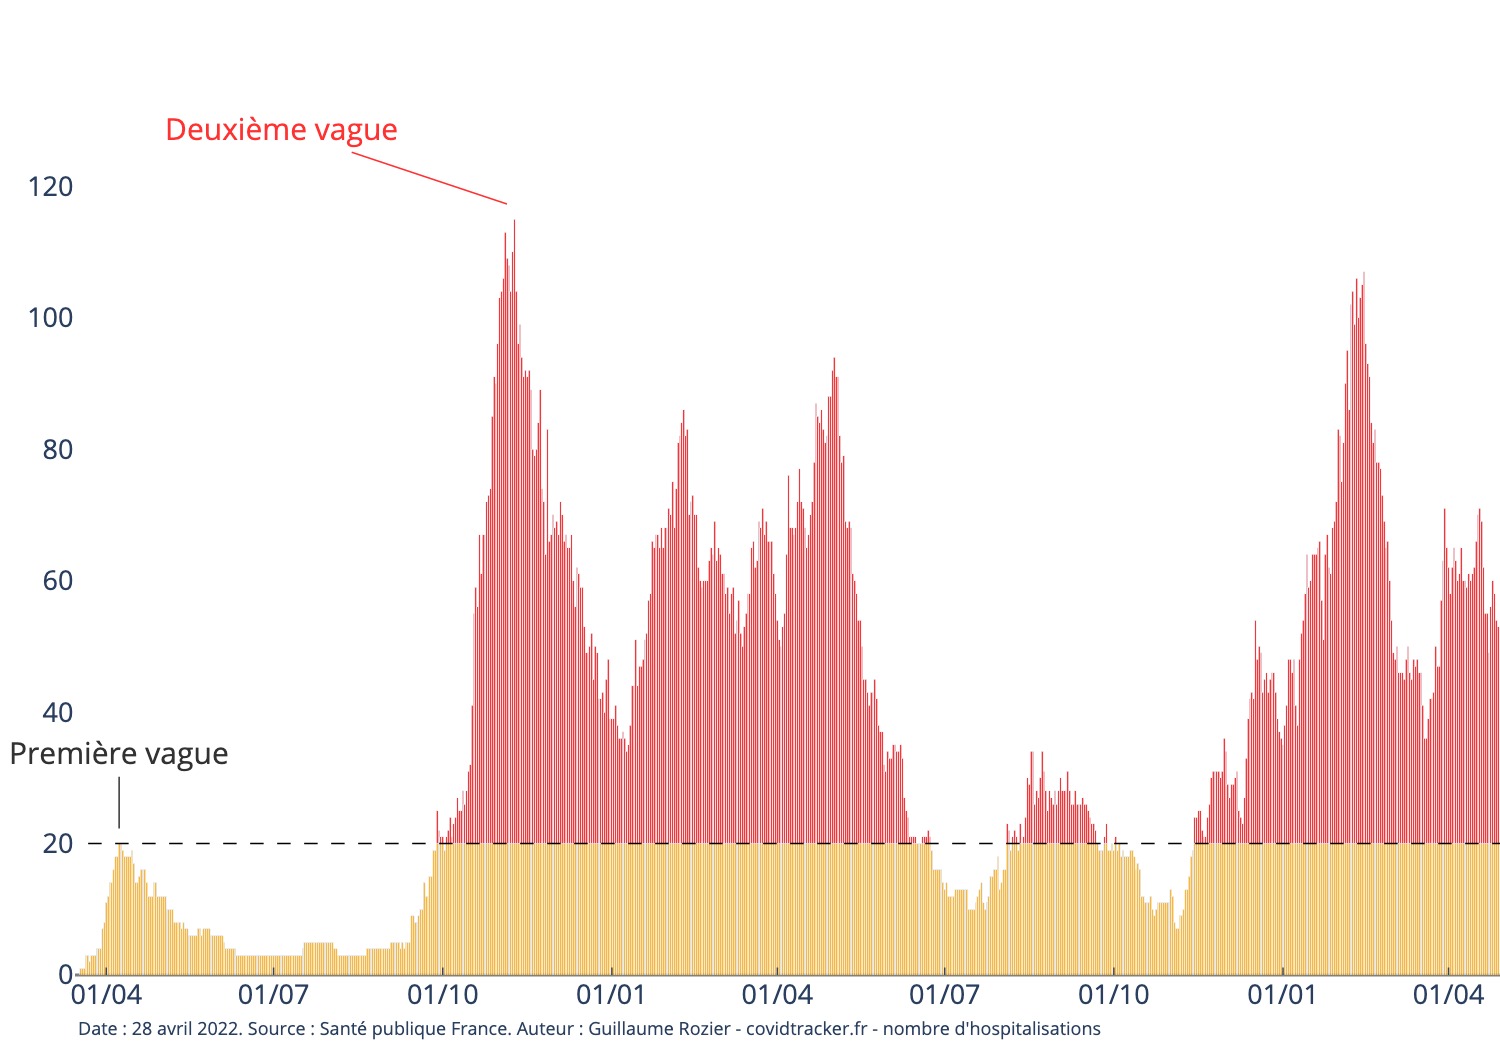 Deuxième vague
120
100
80
60
40
Première vague
20
0
01/04 01/07 01/10 01/01 01/04 01/07 01/10 01/01 01/04
Date : 28 avril 2022. Source : Santé publique France. Auteur : Guillaume Rozier - covidtracker.fr - nombre d'hospitalisations